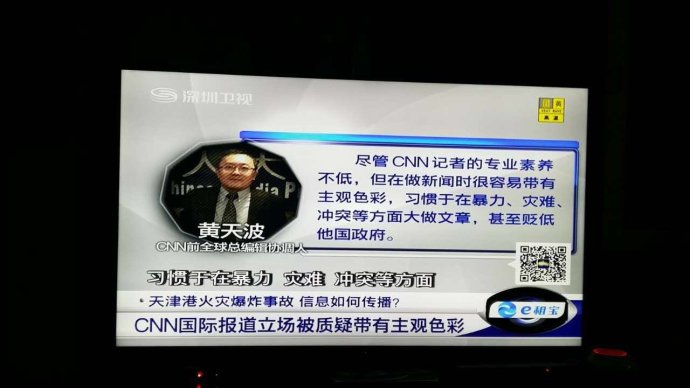 深圳卫视
黄
高温
尽管CNN记者的专业素养
不低，但在做新闻时很容易带有
主观色彩，习惯于在暴力、灾难、
冲突等方面大做文章，甚至贬低
他国政府。
黄天波
CNN前全球总编辑协调人
习惯于在暴力 灾难 冲突等方面
天津港火灾爆炸事故 信息如何传播？
e租宝
CNN国际报道立场被质疑带有主观色彩